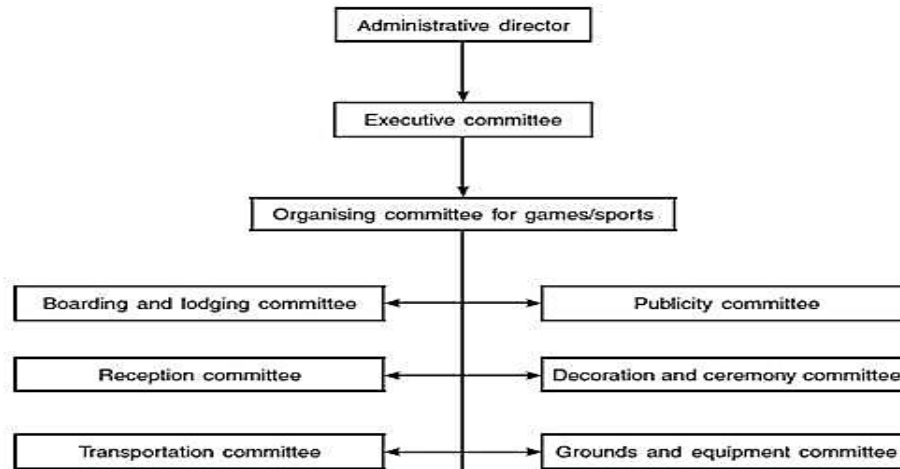 Administrative director
Executive committee
Organising committee for games/sports
Boarding and lodging committee
Publicity committee
Reception committee
Decoration and ceremony committee
Transportation committee
Grounds and equipment committee